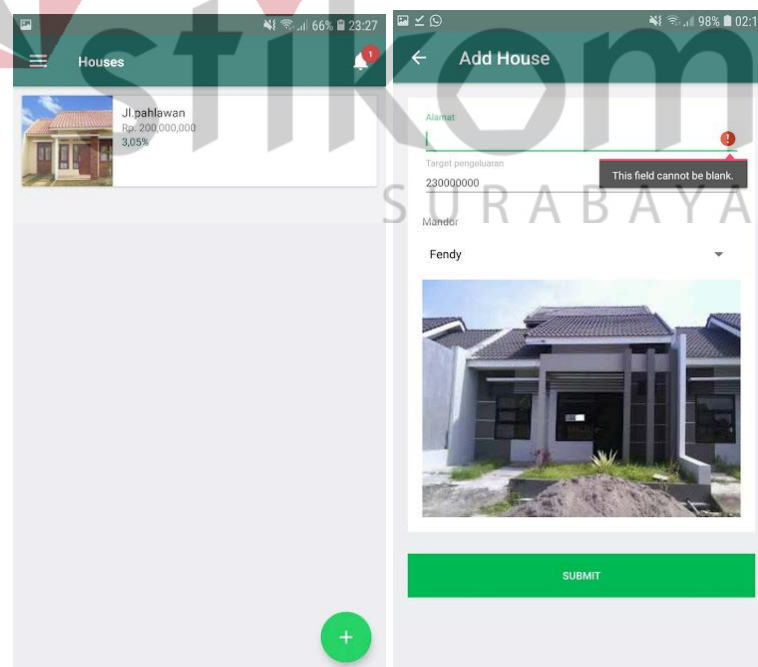 66% 23:27
Houses
1
Jl.pahlawan
Rp. 200,000,000
3,05%
+
98% 02:1
Add House
Alamat
!
Target pengeluaran
This field cannot be blank.
230000000
Mandor
Fendy
SUBMIT
stikom
SURABAYA